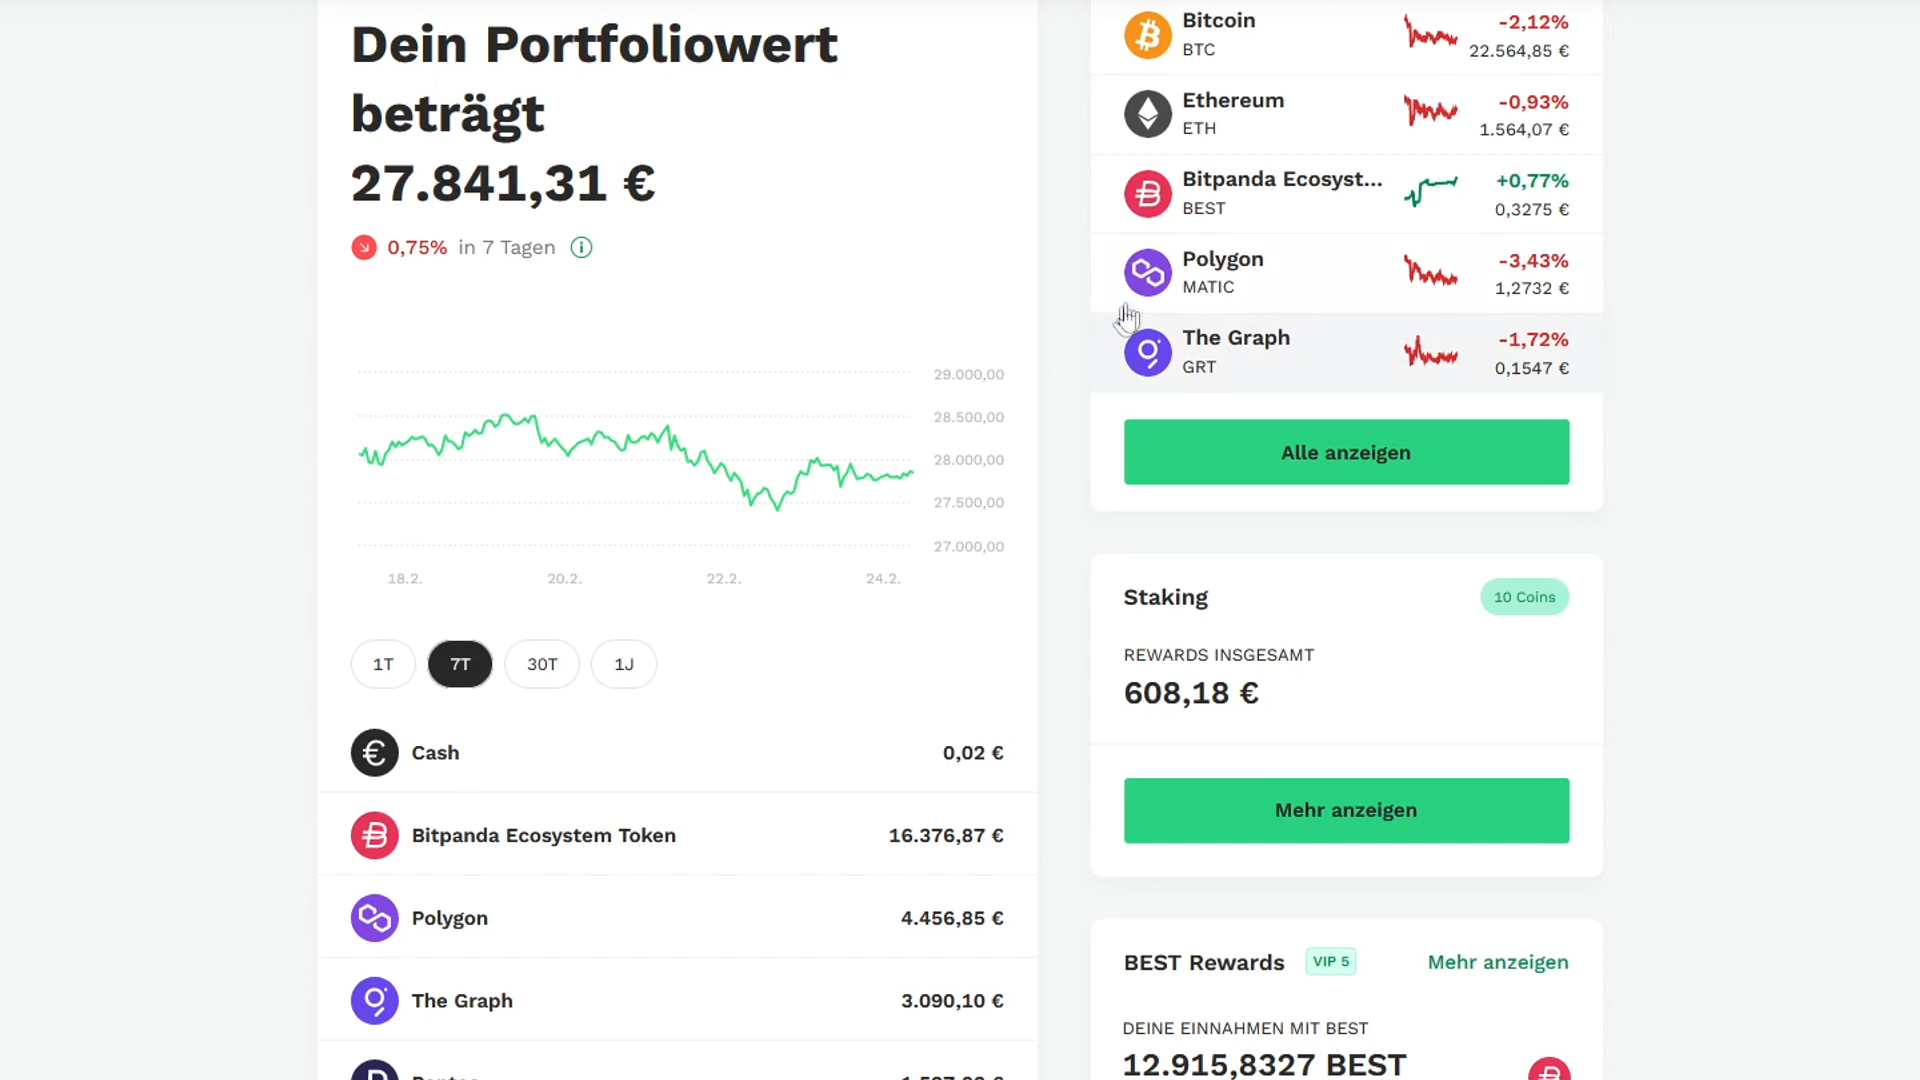 Dein Portfoliowert
beträgt
27.841,31 €
0,75% in 7 Tagen
29.000,00
28.500,00
28.000,00
27.500,00
27.000,00
18.2. 20.2. 22.2. 24.2.
1T 7T 30T 1J
Cash 0,02 €
Bitpanda Ecosystem Token 16.376,87 €
Polygon 4.456,85 €
The Graph 3.090,10 €
Bitcoin -2,12%
BTC 22.564,85 €
Ethereum -0,93%
ETH 1.564,07 €
Bitpanda Ecosyst... +0,77%
BEST 0,3275 €
Polygon -3,43%
MATIC 1,2732 €
The Graph -1,72%
GRT 0,1547 €
Alle anzeigen
Staking 10 Coins
REWARDS INSGESAMT
608,18 €
Mehr anzeigen
BEST Rewards VIP 5 Mehr anzeigen
DEINE EINNAHMEN MIT BEST
12.915,8327 BEST